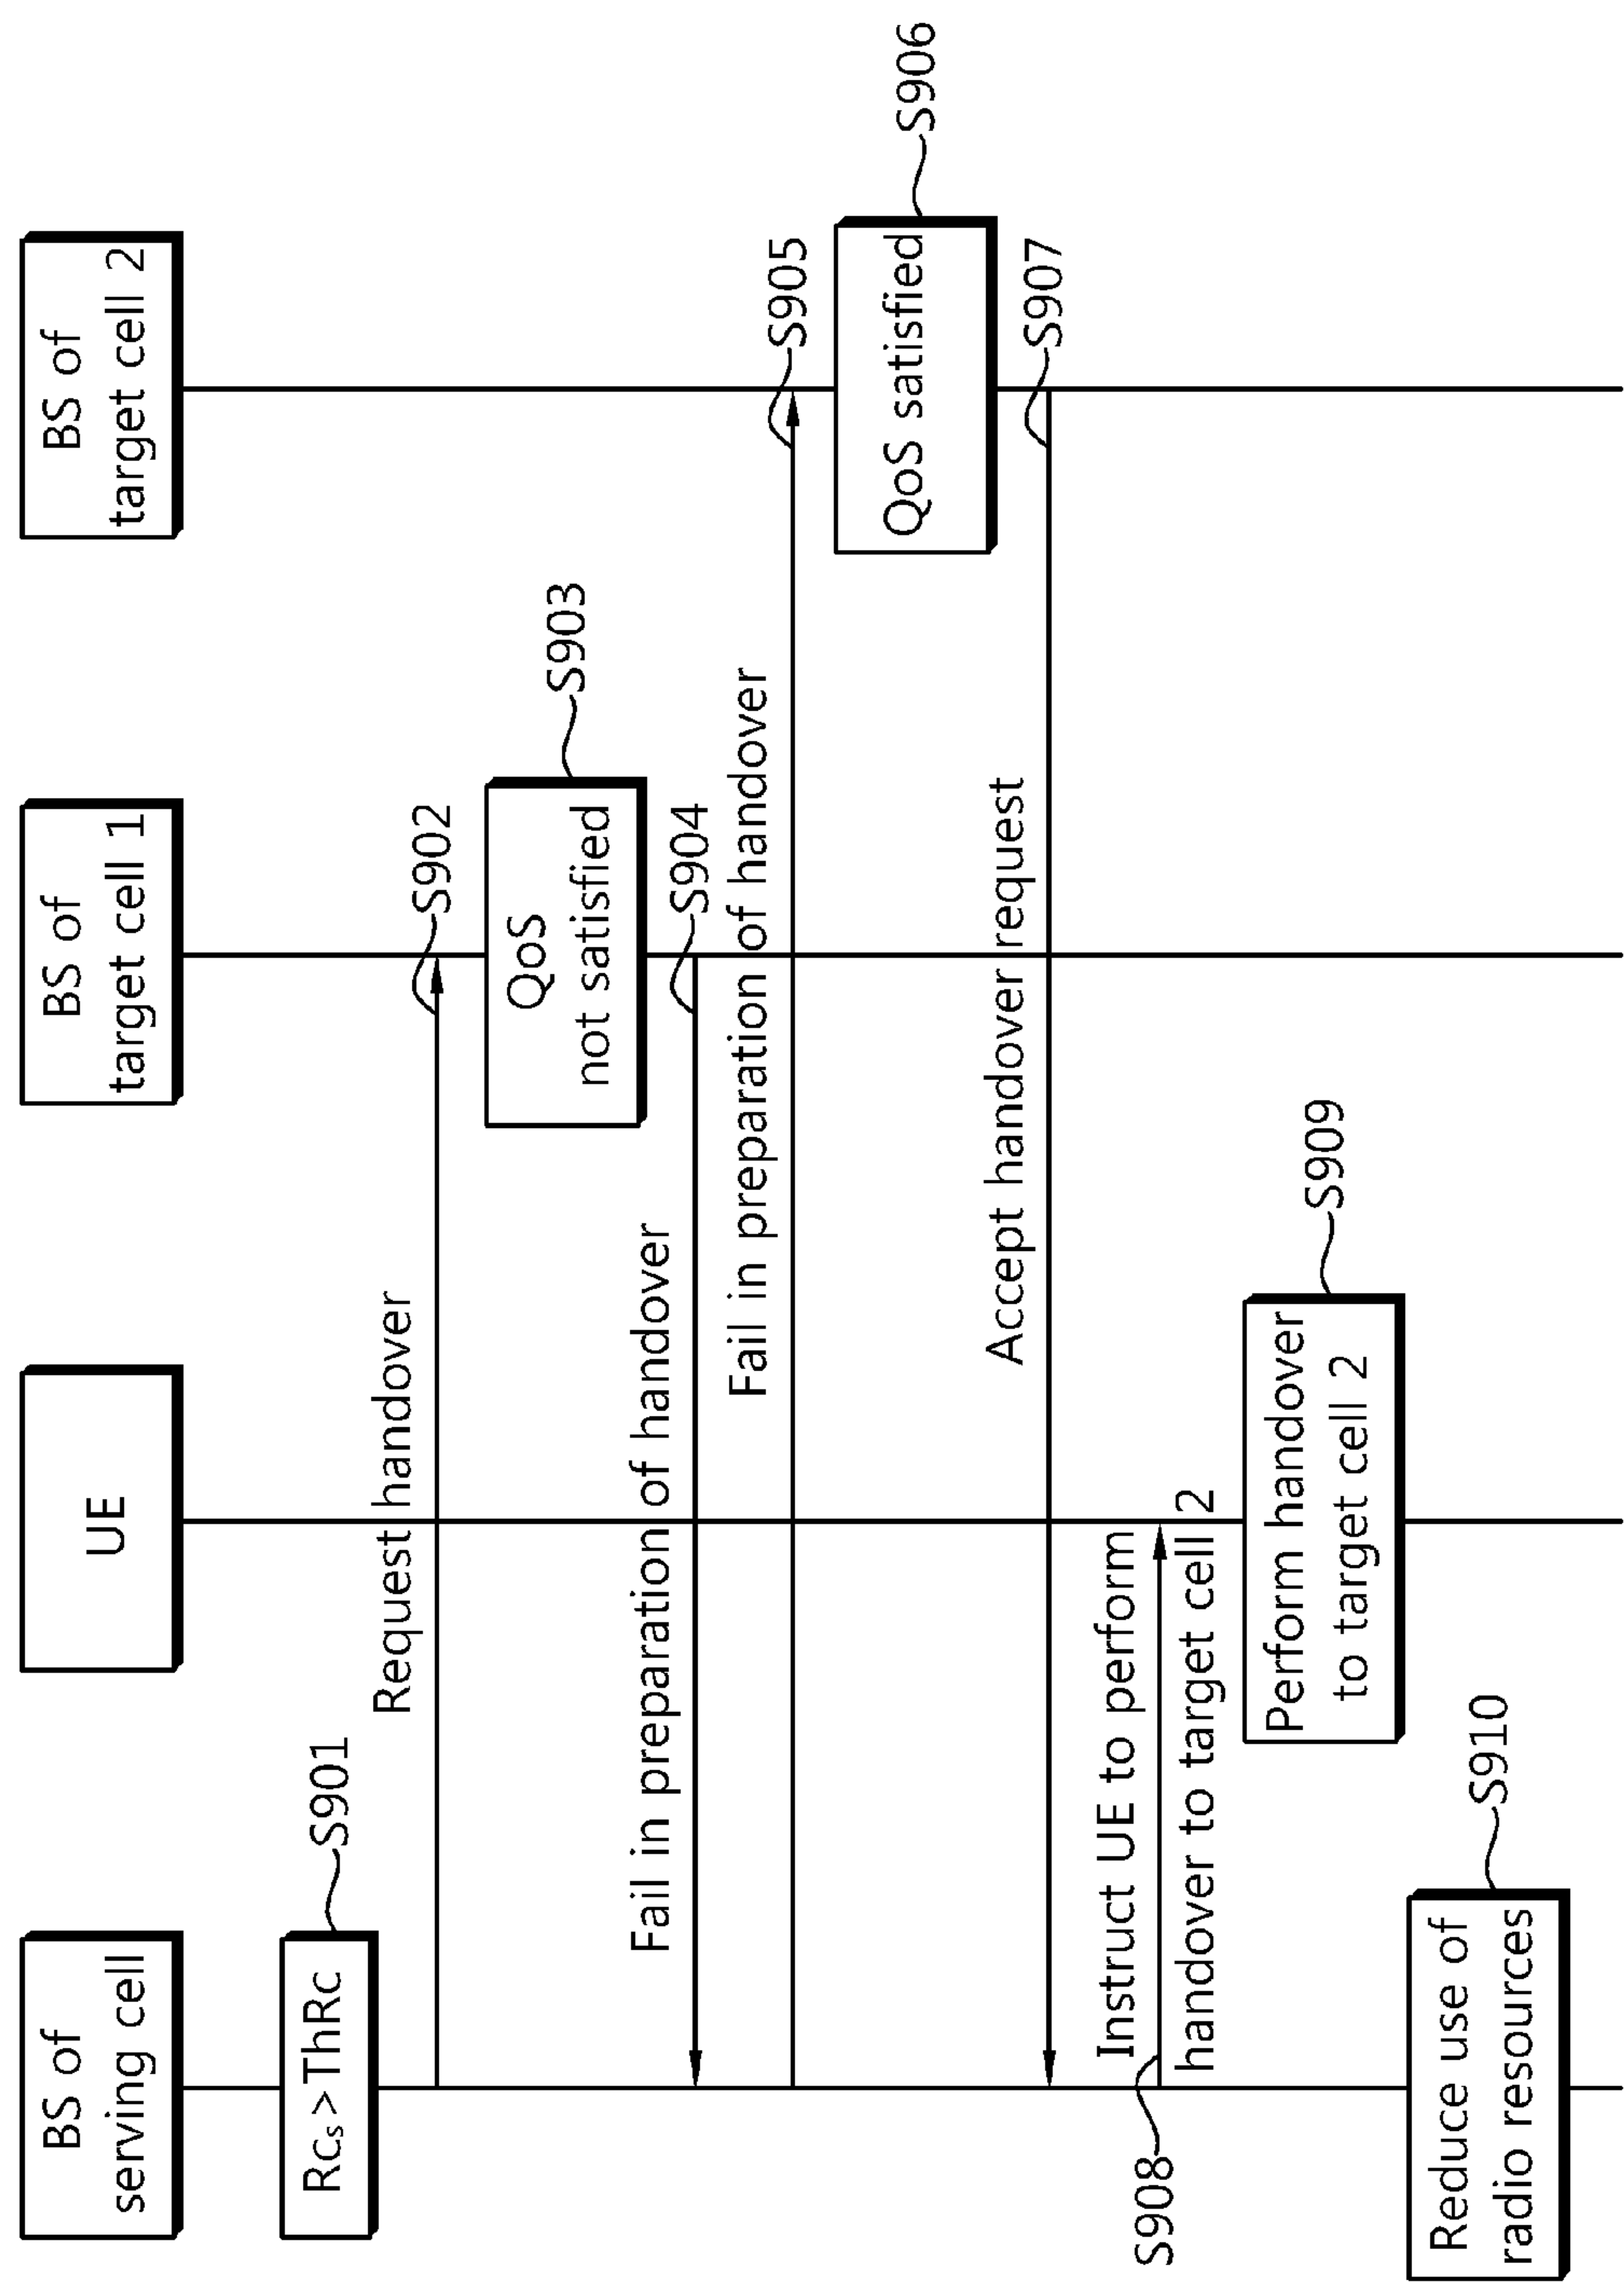 BS of
serving cell
UE
BS of
target cell 1
BS of
target cell 2
Rcs>ThRc
S901
Request handover
S902
QoS
not satisfied
S903
Fail in preparation of handover
S904
Fail in preparation of handover
S905
QoS satisfied
S906
Accept handover request
S907
Instruct UE to perform
handover to target cell 2
S908
Perform handover
to target cell 2
S909
Reduce use of
radio resources
S910